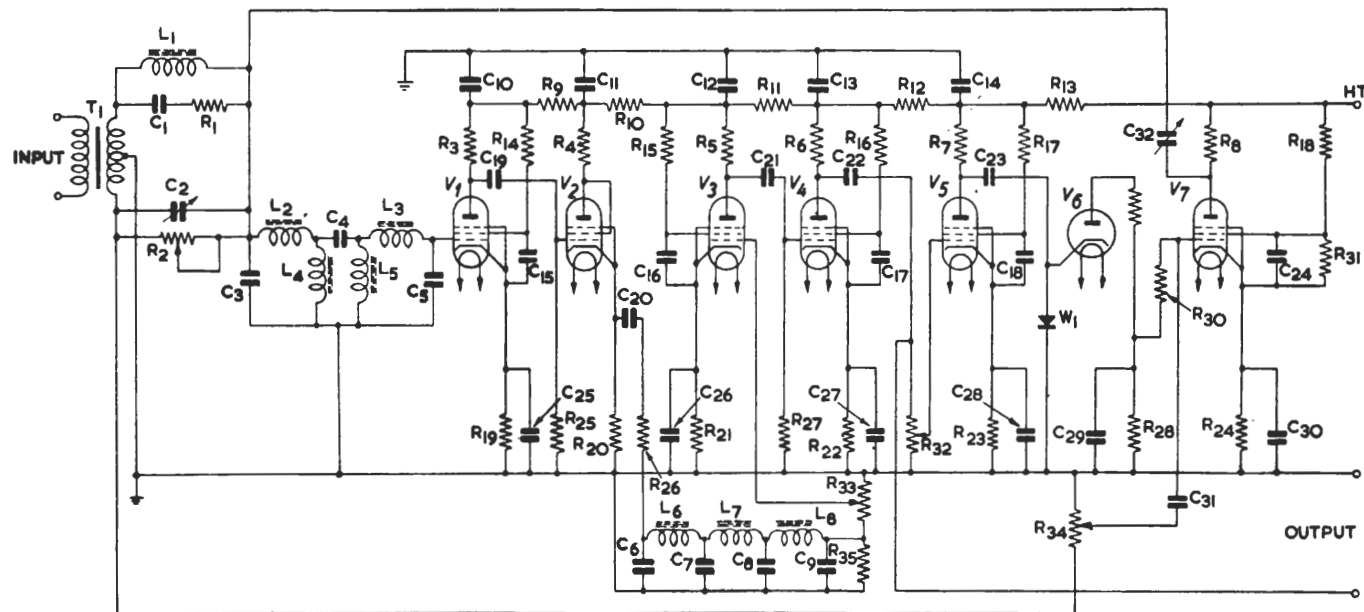 L1
C10
R9
C11
R10
C12
R11
C13
R12
C14
R13
HT
T1
C1
R1
INPUT
R3
R14
R4
R15
R5
R6
R16
R7
R17
C32
R8
R18
C19
C21
C22
C23
V1
V2
V3
V4
V5
V6
V7
C2
L2
C4
L3
R2
L4
L5
C3
C5
C15
C16
C17
C18
C24
R31
R30
C20
W1
C25
C26
C27
C28
R19
R25
R20
R26
R21
R27
R22
R32
R23
C29
R28
R24
C30
R33
C31
L6
L7
L8
R34
OUTPUT
C6
C7
C8
C9
R35